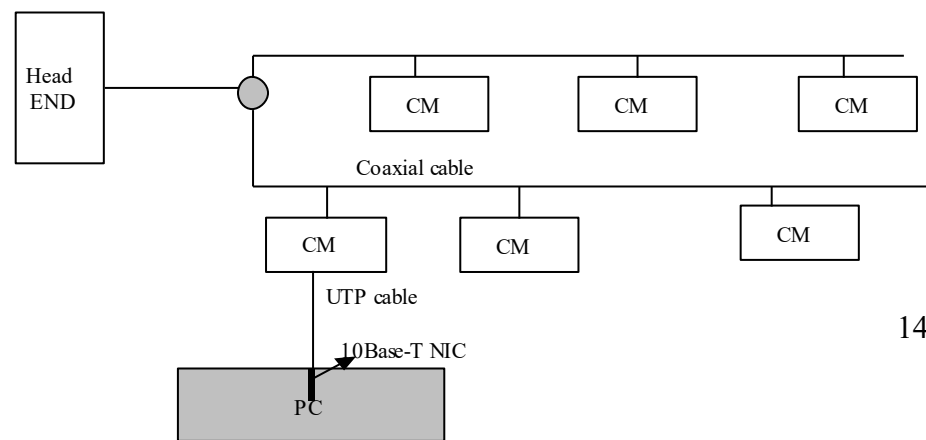 Head
END
CM
CM
CM
Coaxial cable
CM
CM
CM
UTP cable
14
10Base-T NIC
PC